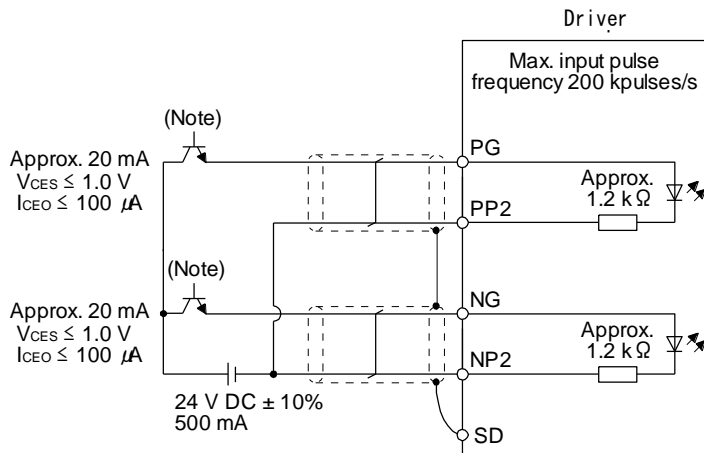 Driver
Max. input pulse
frequency 200 kpulses/s
(Note)
Approx. 20 mA
VCES ≤ 1.0 V
ICEO ≤ 100 μA
PG
Approx.
1.2 kΩ
PP2
(Note)
Approx. 20 mA
VCES ≤ 1.0 V
ICEO ≤ 100 μA
NG
Approx.
1.2 kΩ
NP2
24 V DC ± 10%
500 mA
SD